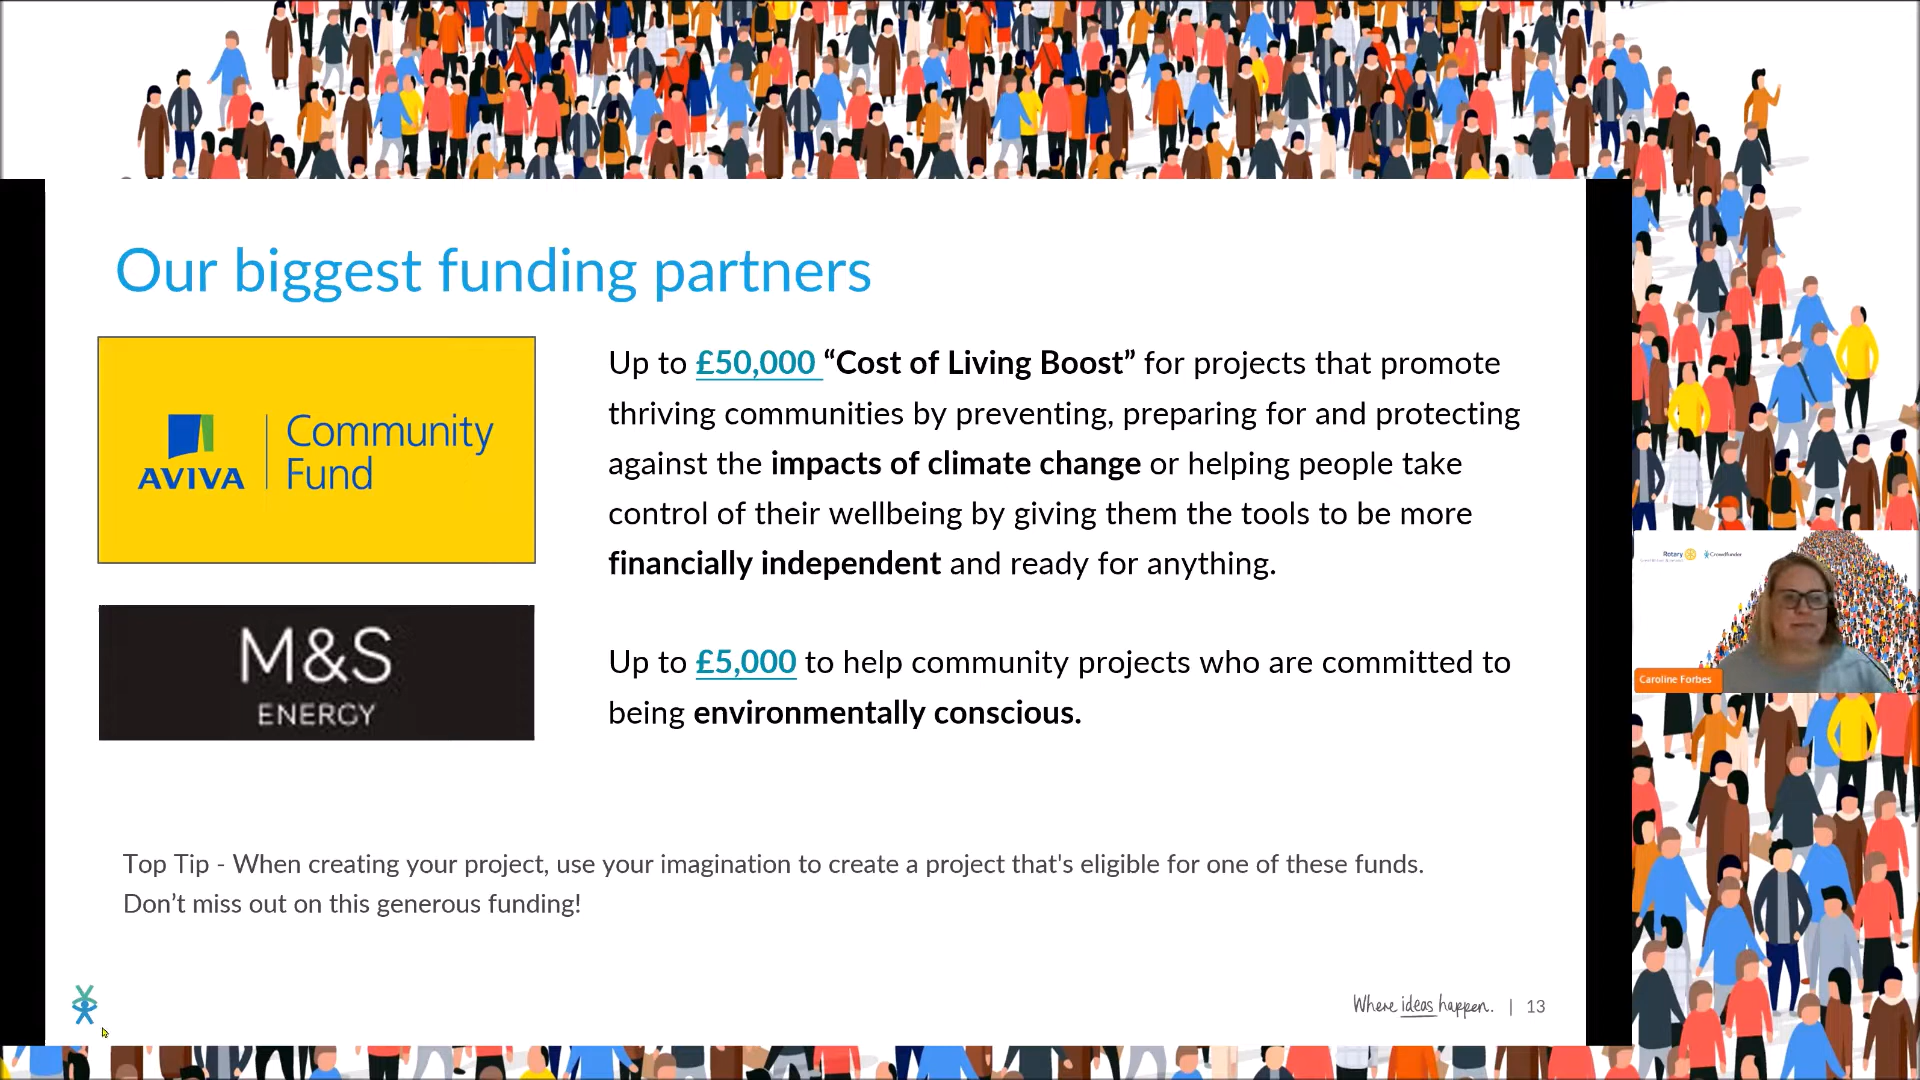 Our biggest funding partners
AVIVA
Community
Fund
Up to £50,000 “Cost of Living Boost” for projects that promote
thriving communities by preventing, preparing for and protecting
against the impacts of climate change or helping people take
control of their wellbeing by giving them the tools to be more
financially independent and ready for anything.
M&S
ENERGY
Up to £5,000 to help community projects who are committed to
being environmentally conscious.
Top Tip - When creating your project, use your imagination to create a project that's eligible for one of these funds.
Don’t miss out on this generous funding!
Where ideas happen. | 13
Rotary
Crowdfunder
Caroline Forbes